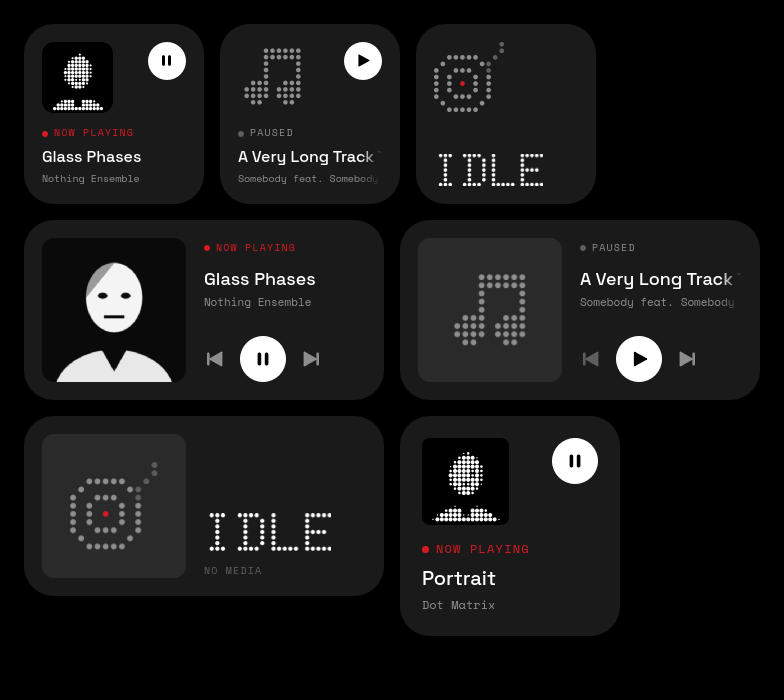 NOW PLAYING
Glass Phases
Nothing Ensemble
PAUSED
A Very Long Track
Somebody feat. Somebody
IDLE
NOW PLAYING
Glass Phases
Nothing Ensemble
PAUSED
A Very Long Track
Somebody feat. Somebody
IDLE
NO MEDIA
NOW PLAYING
Portrait
Dot Matrix